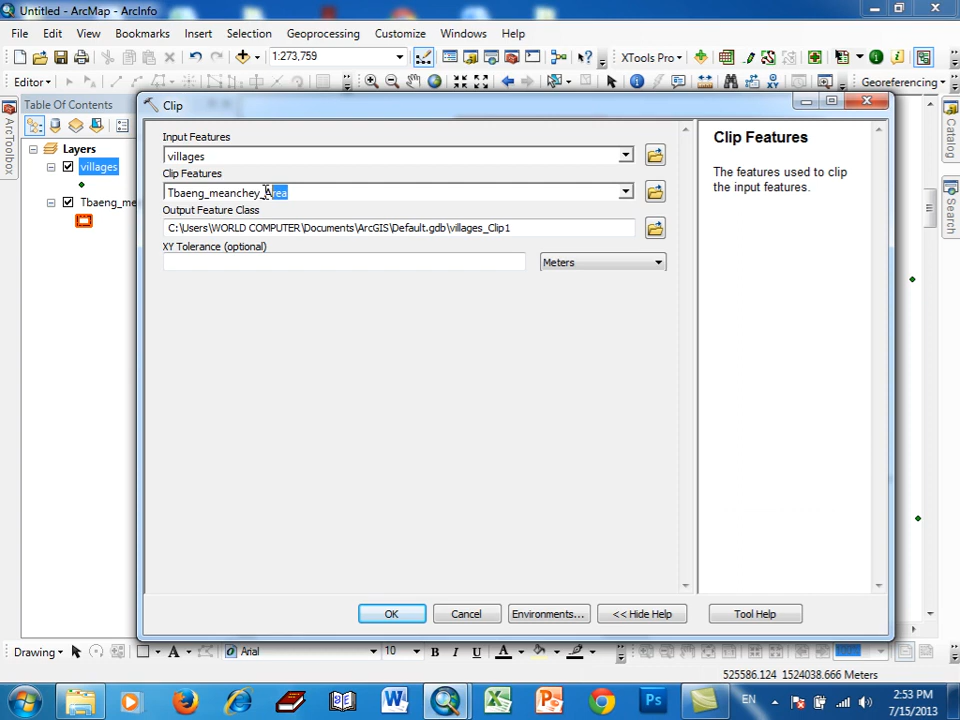 Untitled - ArcMap - ArcInfo
File Edit View Bookmarks Insert Selection Geoprocessing Customize Windows Help
1:273,759
XTools Pro
Editor
Georeferencing
Table Of Contents
Layers
villages
Tbaeng_me
ArcToolbox
Catalog
Search
Clip
Input Features
villages
Clip Features
Tbaeng_meanchey_Area
Output Feature Class
C:\Users\WORLD COMPUTER\Documents\ArcGIS\Default.gdb\villages_Clip1
XY Tolerance (optional)
Meters
Clip Features
The features used to clip
the input features.
OK Cancel Environments... << Hide Help Tool Help
Drawing A Arial 10 B I U A
525586.124 1524038.666 Meters
W X P Ps EN 2:53 PM
7/15/2013